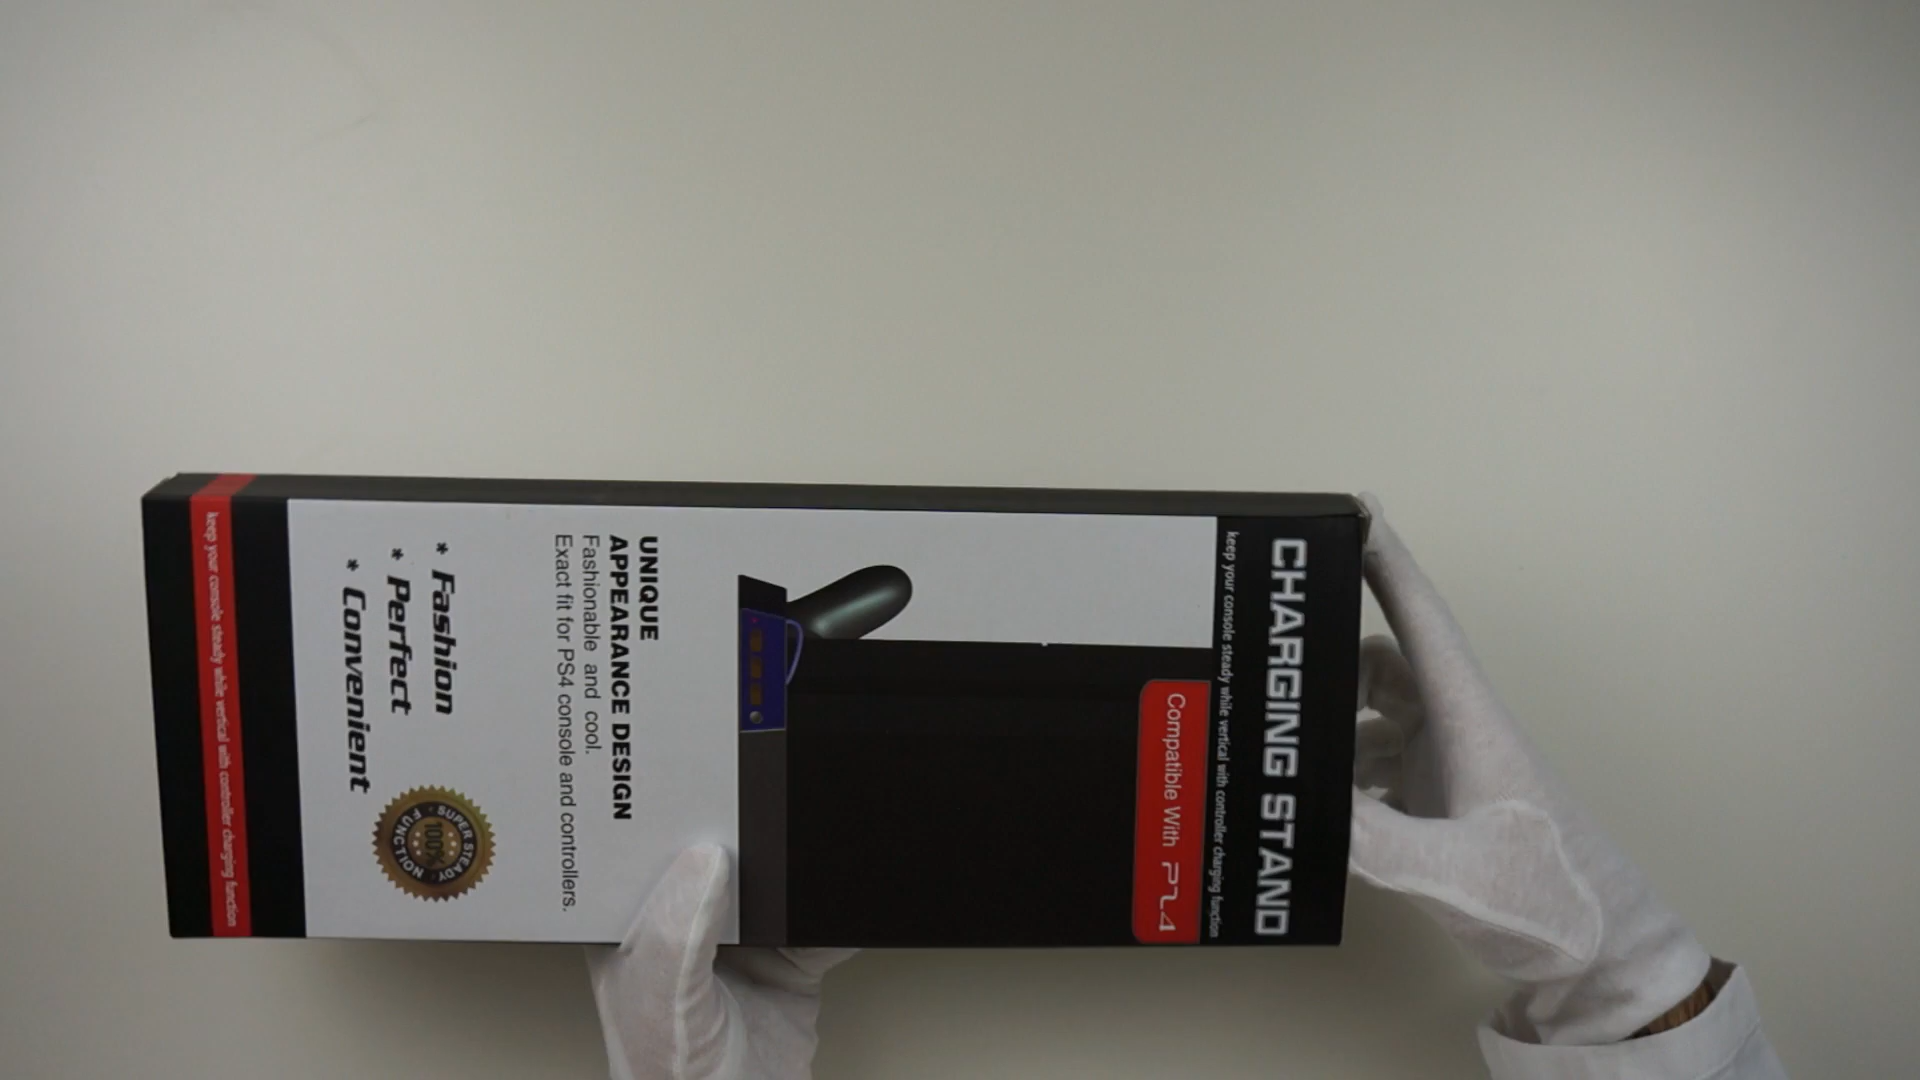 CHARGING STAND
keep your console steady while vertical with controller charging function
Compatible With PS4
UNIQUE
APPEARANCE DESIGN
Fashionable and cool.
Exact fit for PS4 console and controllers.
* Fashion
* Perfect
* Convenient
SUPER STEADY
100%
FUNCTION
keep your console steady while vertical with controller charging function